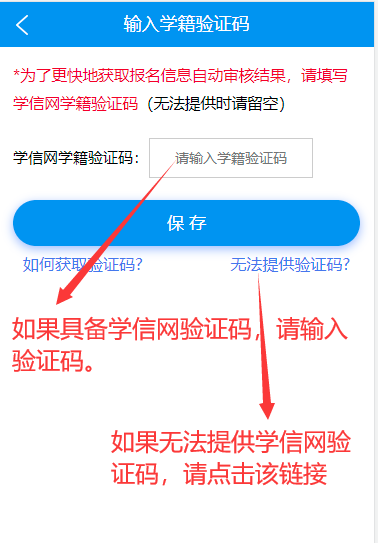 输入学籍验证码
*为了更快地获取报名信息自动审核结果，请填写
学信网学籍验证码（无法提供时请留空）
学信网学籍验证码：请输入学籍验证码
保 存
如何获取验证码? 无法提供验证码?
如果具备学信网验证码，请输入
验证码。
如果无法提供学信网验
证码，请点击该链接